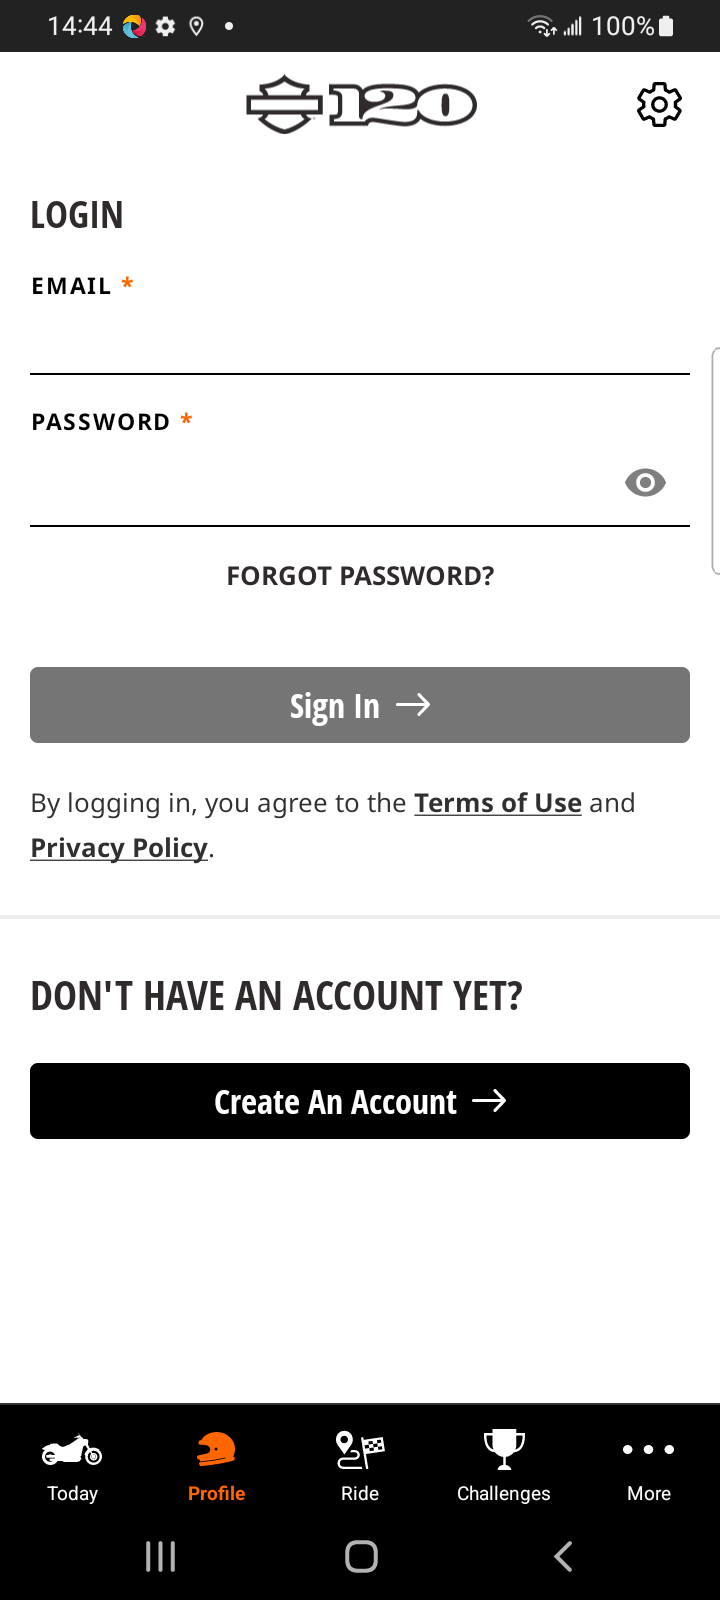 14:44
100%
120
LOGIN
EMAIL *
PASSWORD *
FORGOT PASSWORD?
Sign In →
By logging in, you agree to the Terms of Use and
Privacy Policy.
DON'T HAVE AN ACCOUNT YET?
Create An Account →
Today
Profile
Ride
Challenges
More